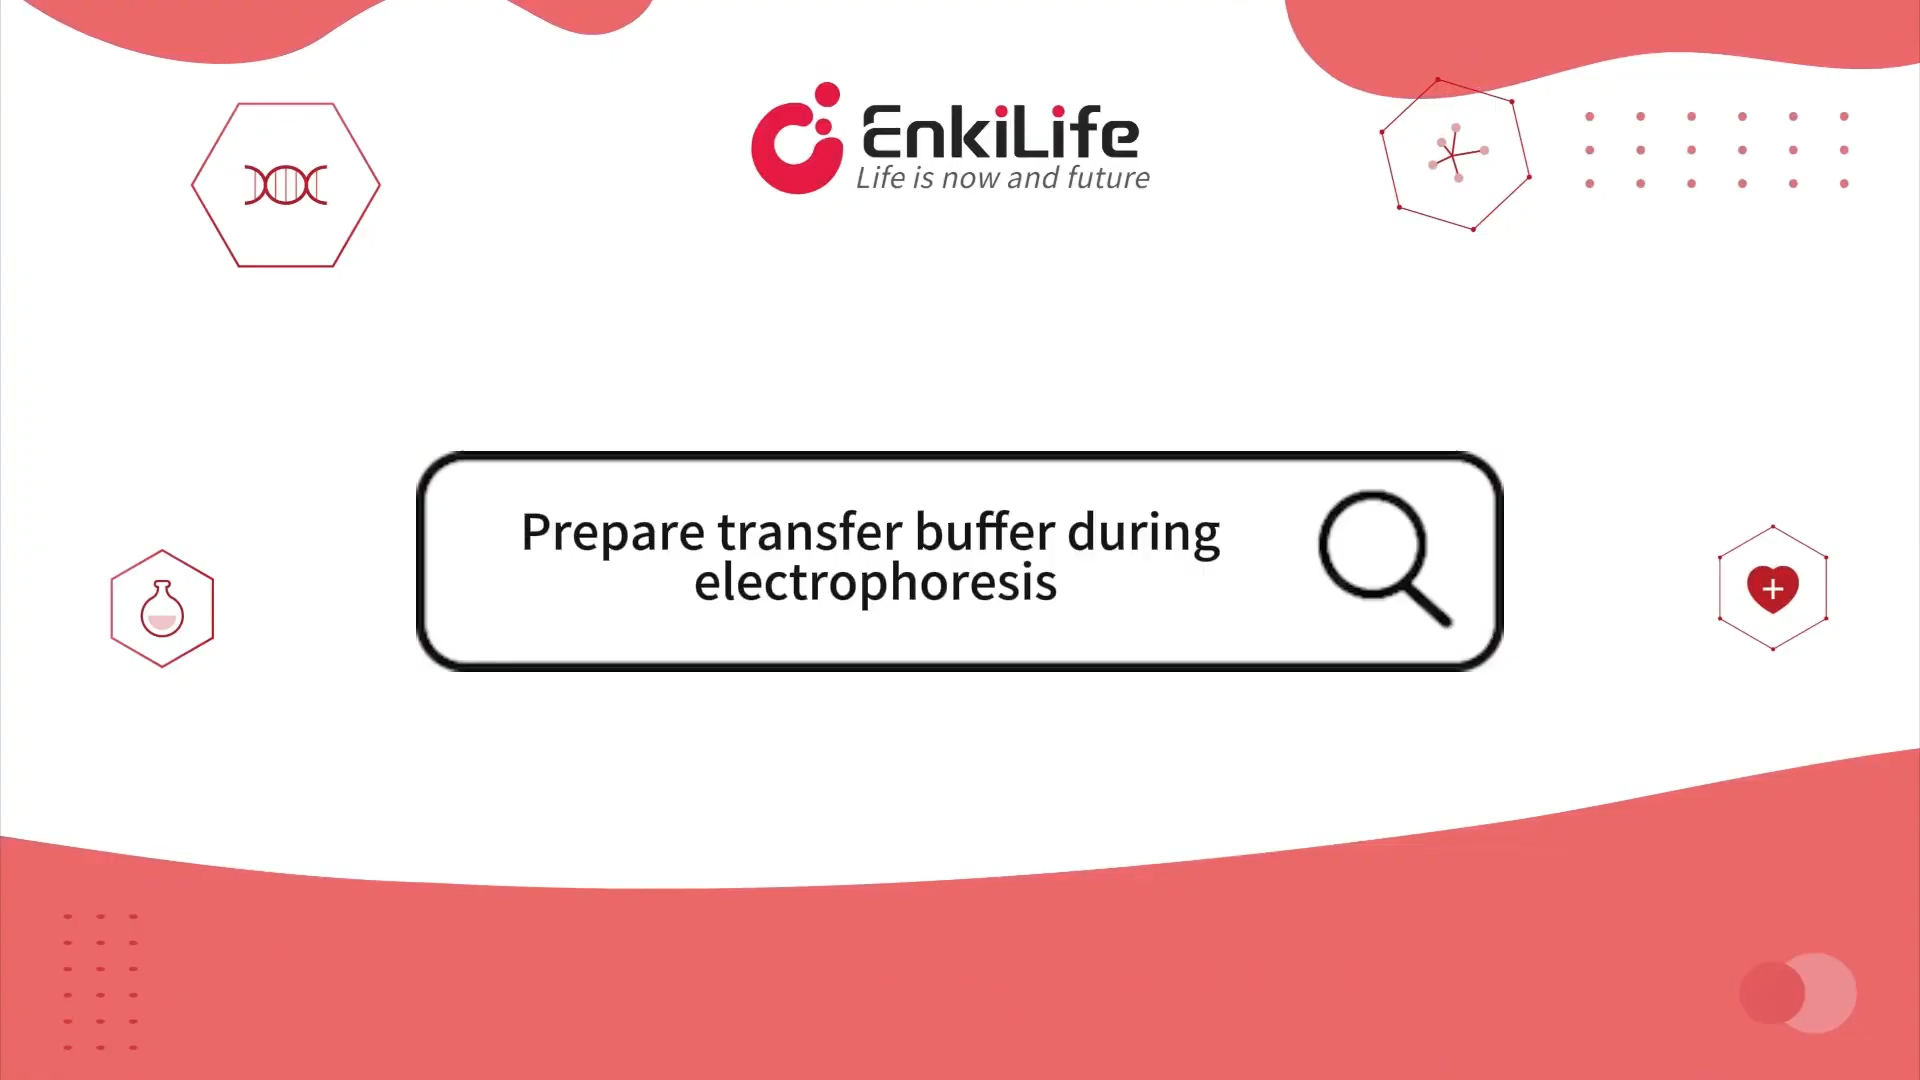 EnkiLife
Life is now and future
Prepare transfer buffer during
electrophoresis